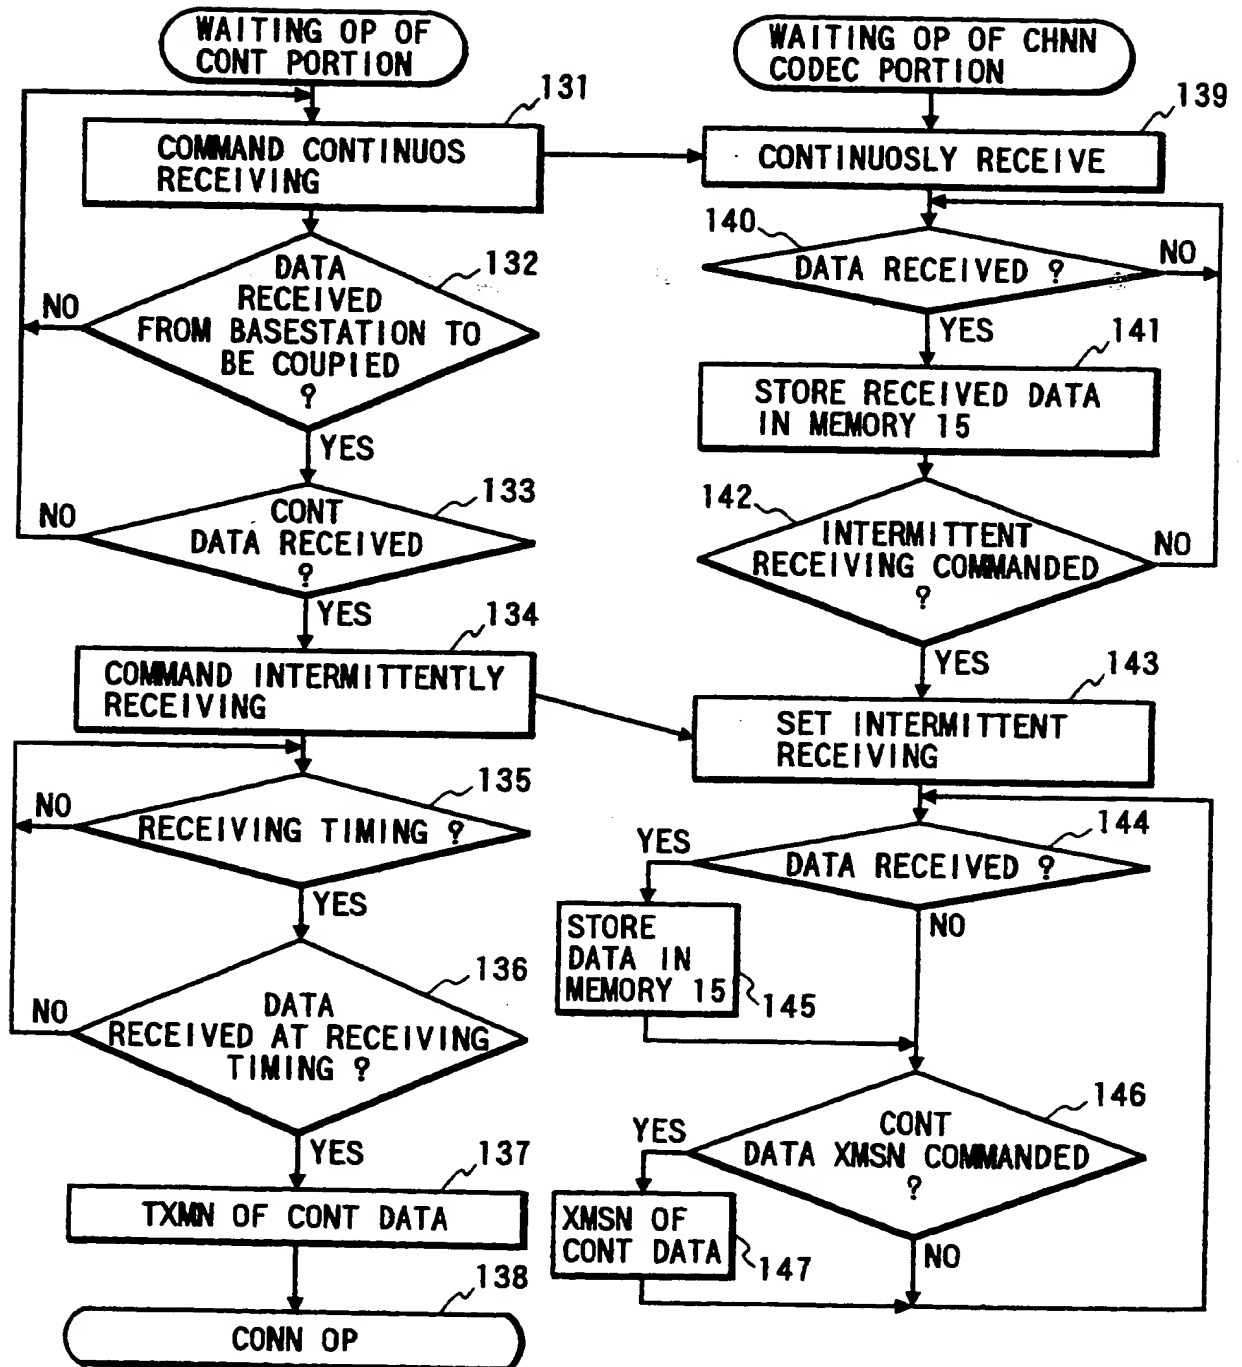 WAITING OP OF
CONT PORTION
131
COMMAND CONTINUOS
RECEIVING
DATA
RECEIVED
FROM BASESTATION TO
BE COUPIED
?
132
NO
YES
CONT
DATA RECEIVED
?
133
NO
YES
134
COMMAND INTERMITTENTLY
RECEIVING
135
RECEIVING TIMING ?
NO
YES
136
DATA
RECEIVED AT RECEIVING
TIMING ?
NO
YES
137
TXMN OF CONT DATA
138
CONN OP
WAITING OP OF CHNN
CODEC PORTION
139
CONTINUOSLY RECEIVE
140
DATA RECEIVED ?
NO
YES
141
STORE RECEIVED DATA
IN MEMORY 15
142
INTERMITTENT
RECEIVING COMMANDED
?
NO
YES
143
SET INTERMITTENT
RECEIVING
144
DATA RECEIVED ?
YES
NO
STORE
DATA IN
MEMORY 15
145
146
CONT
DATA XMSN COMMANDED
?
YES
NO
XMSN OF
CONT DATA
147